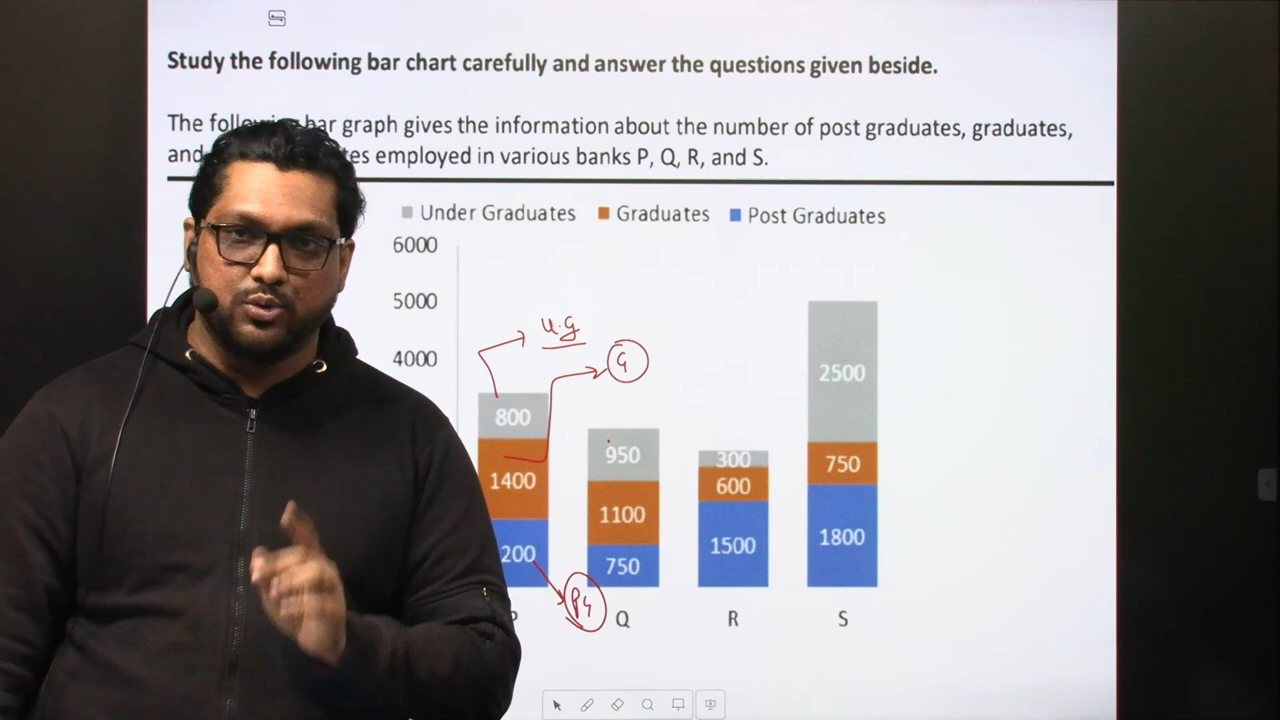 Study the following bar chart carefully and answer the questions given beside.
The bar graph gives the information about the number of post graduates, graduates,
and employed in various banks P, Q, R, and S.
Under Graduates Graduates Post Graduates
6000
5000
4000
u.g
G
800
1400
200
950
1100
750
300
600
1500
2500
750
1800
PG
P Q R S